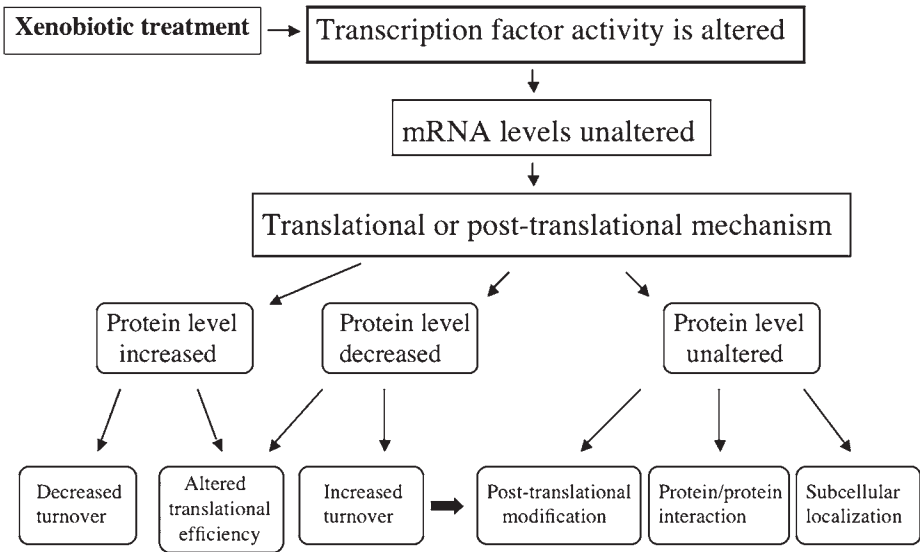 Xenobiotic treatment
Transcription factor activity is altered
mRNA levels unaltered
Translational or post-translational mechanism
Protein level
increased
Protein level
decreased
Protein level
unaltered
Decreased
turnover
Altered
translational
efficiency
Increased
turnover
Post-translational
modification
Protein/protein
interaction
Subcellular
localization